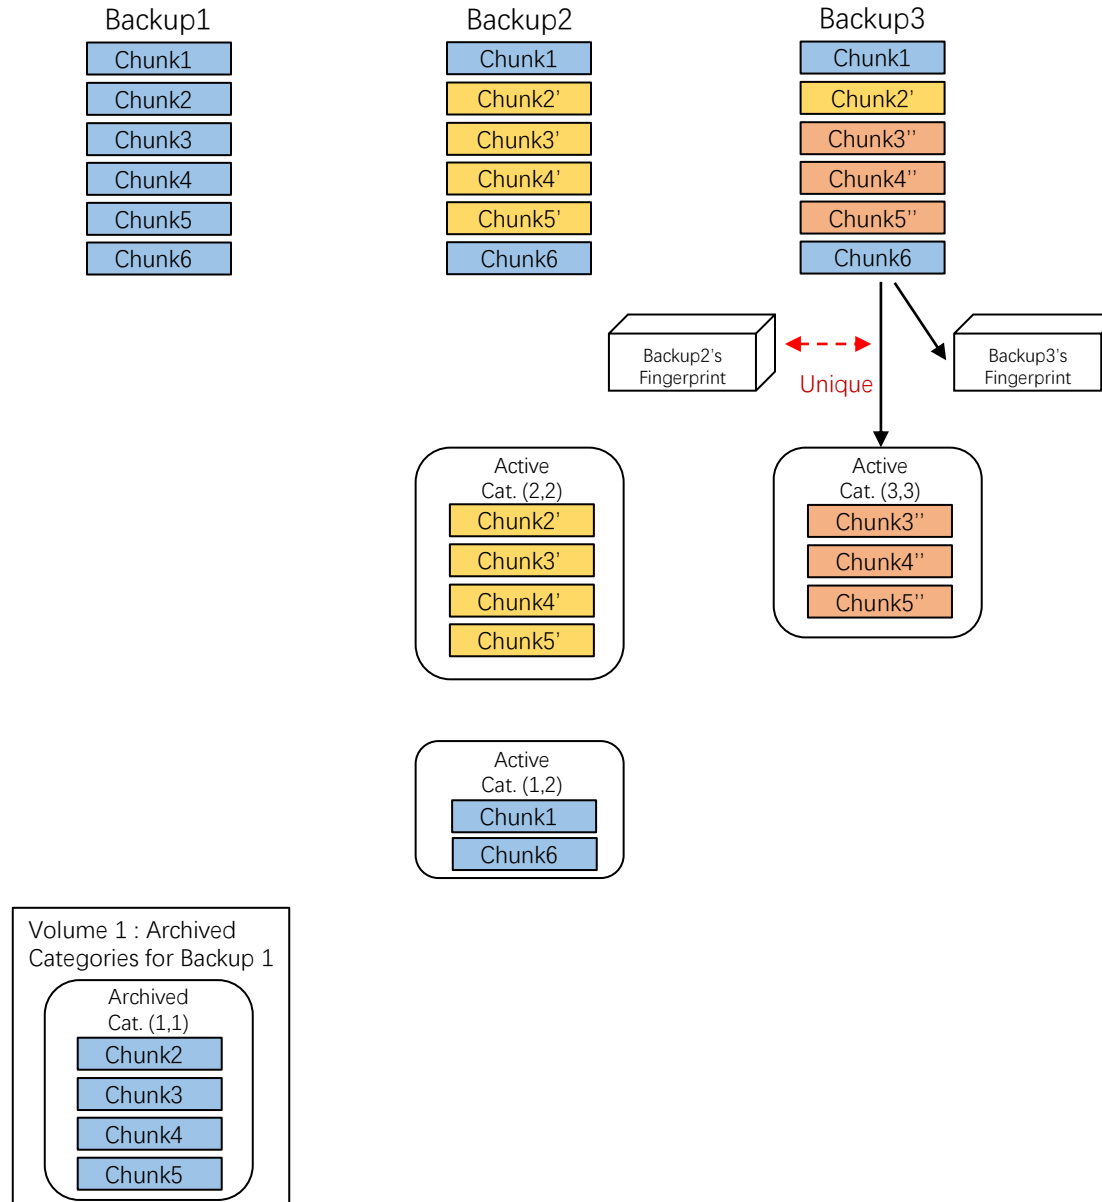 Backup1
Chunk1
Chunk2
Chunk3
Chunk4
Chunk5
Chunk6
Backup2
Chunk1
Chunk2'
Chunk3'
Chunk4'
Chunk5'
Chunk6
Backup3
Chunk1
Chunk2'
Chunk3''
Chunk4''
Chunk5''
Chunk6
Backup2's
Fingerprint
Unique
Backup3's
Fingerprint
Active
Cat. (2,2)
Chunk2'
Chunk3'
Chunk4'
Chunk5'
Active
Cat. (3,3)
Chunk3''
Chunk4''
Chunk5''
Active
Cat. (1,2)
Chunk1
Chunk6
Volume 1 : Archived
Categories for Backup 1
Archived
Cat. (1,1)
Chunk2
Chunk3
Chunk4
Chunk5